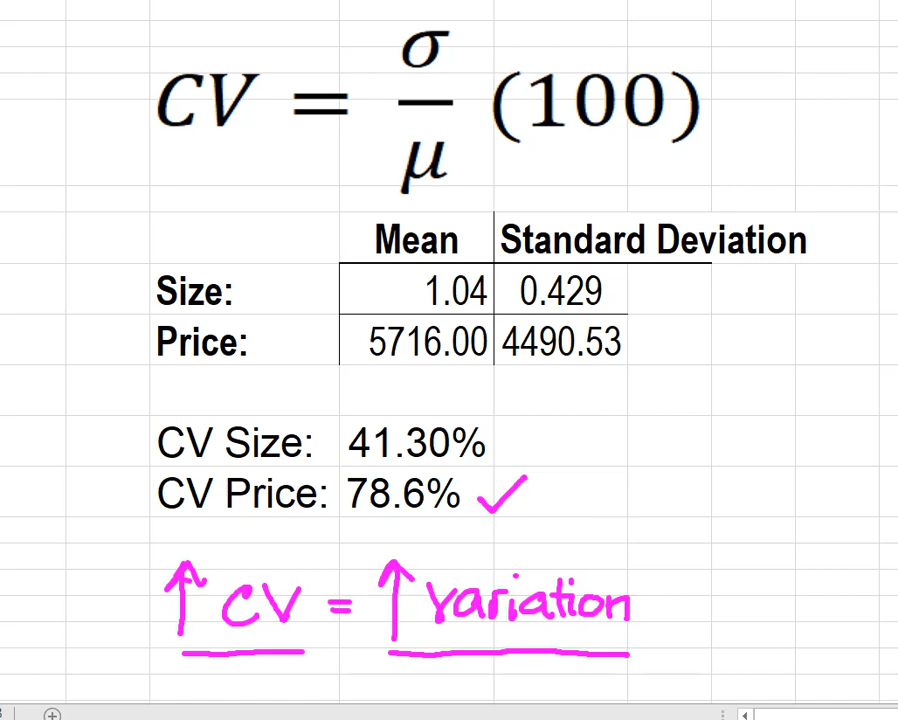 CV = σ/μ (100)
Mean Standard Deviation
Size: 1.04 0.429
Price: 5716.00 4490.53
CV Size: 41.30%
CV Price: 78.6% ✓
↑ CV = ↑ Variation